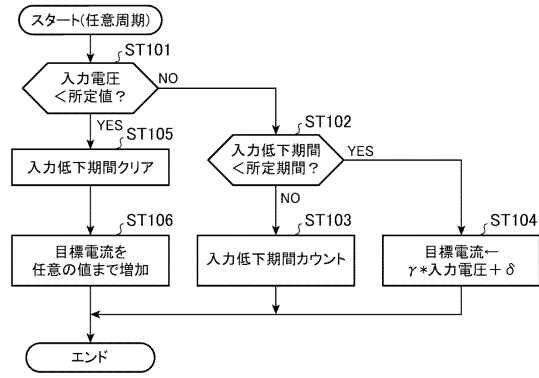 スタート(任意周期)
ST101
入力電圧
<所定値?
NO
YES
ST105
入力低下期間クリア
ST102
入力低下期間
<所定期間?
YES
NO
ST106
目標電流を
任意の値まで増加
ST103
入力低下期間カウント
ST104
目標電流←
γ*入力電圧+δ
エンド